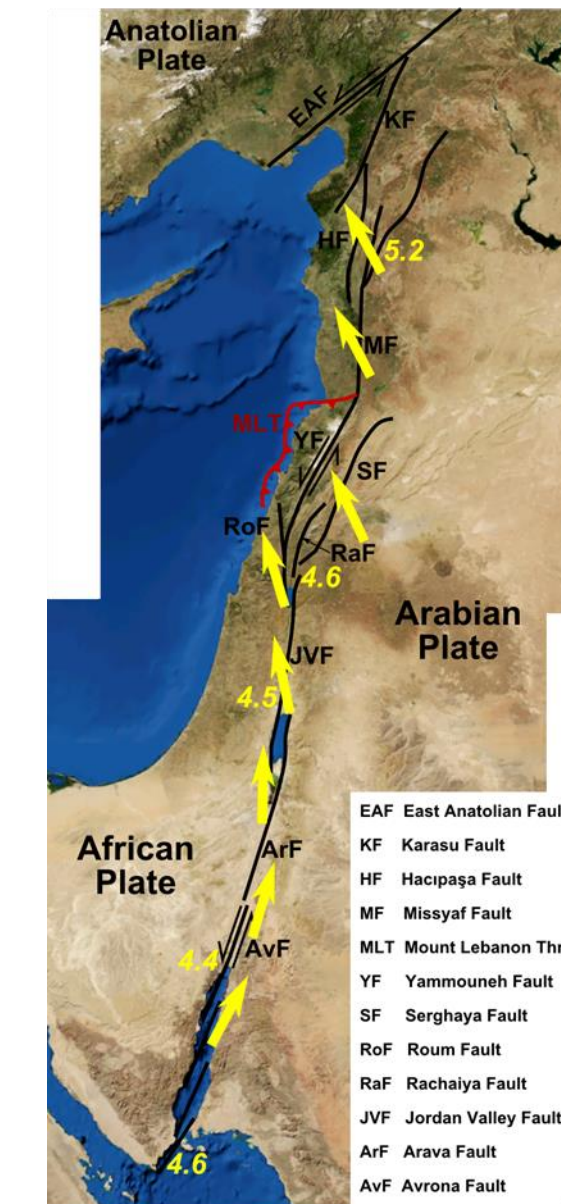 Anatolian
Plate
EAF
KF
HF
5.2
MF
MLT
YF
SF
RoF
RaF
4.6
Arabian
Plate
JVF
4.5
African
Plate
ArF
4.4
AvF
4.6
EAF East Anatolian Faul
KF Karasu Fault
HF Hacıpaşa Fault
MF Missyaf Fault
MLT Mount Lebanon Thr
YF Yammouneh Fault
SF Serghaya Fault
RoF Roum Fault
RaF Rachaiya Fault
JVF Jordan Valley Fault
ArF Arava Fault
AvF Avrona Fault